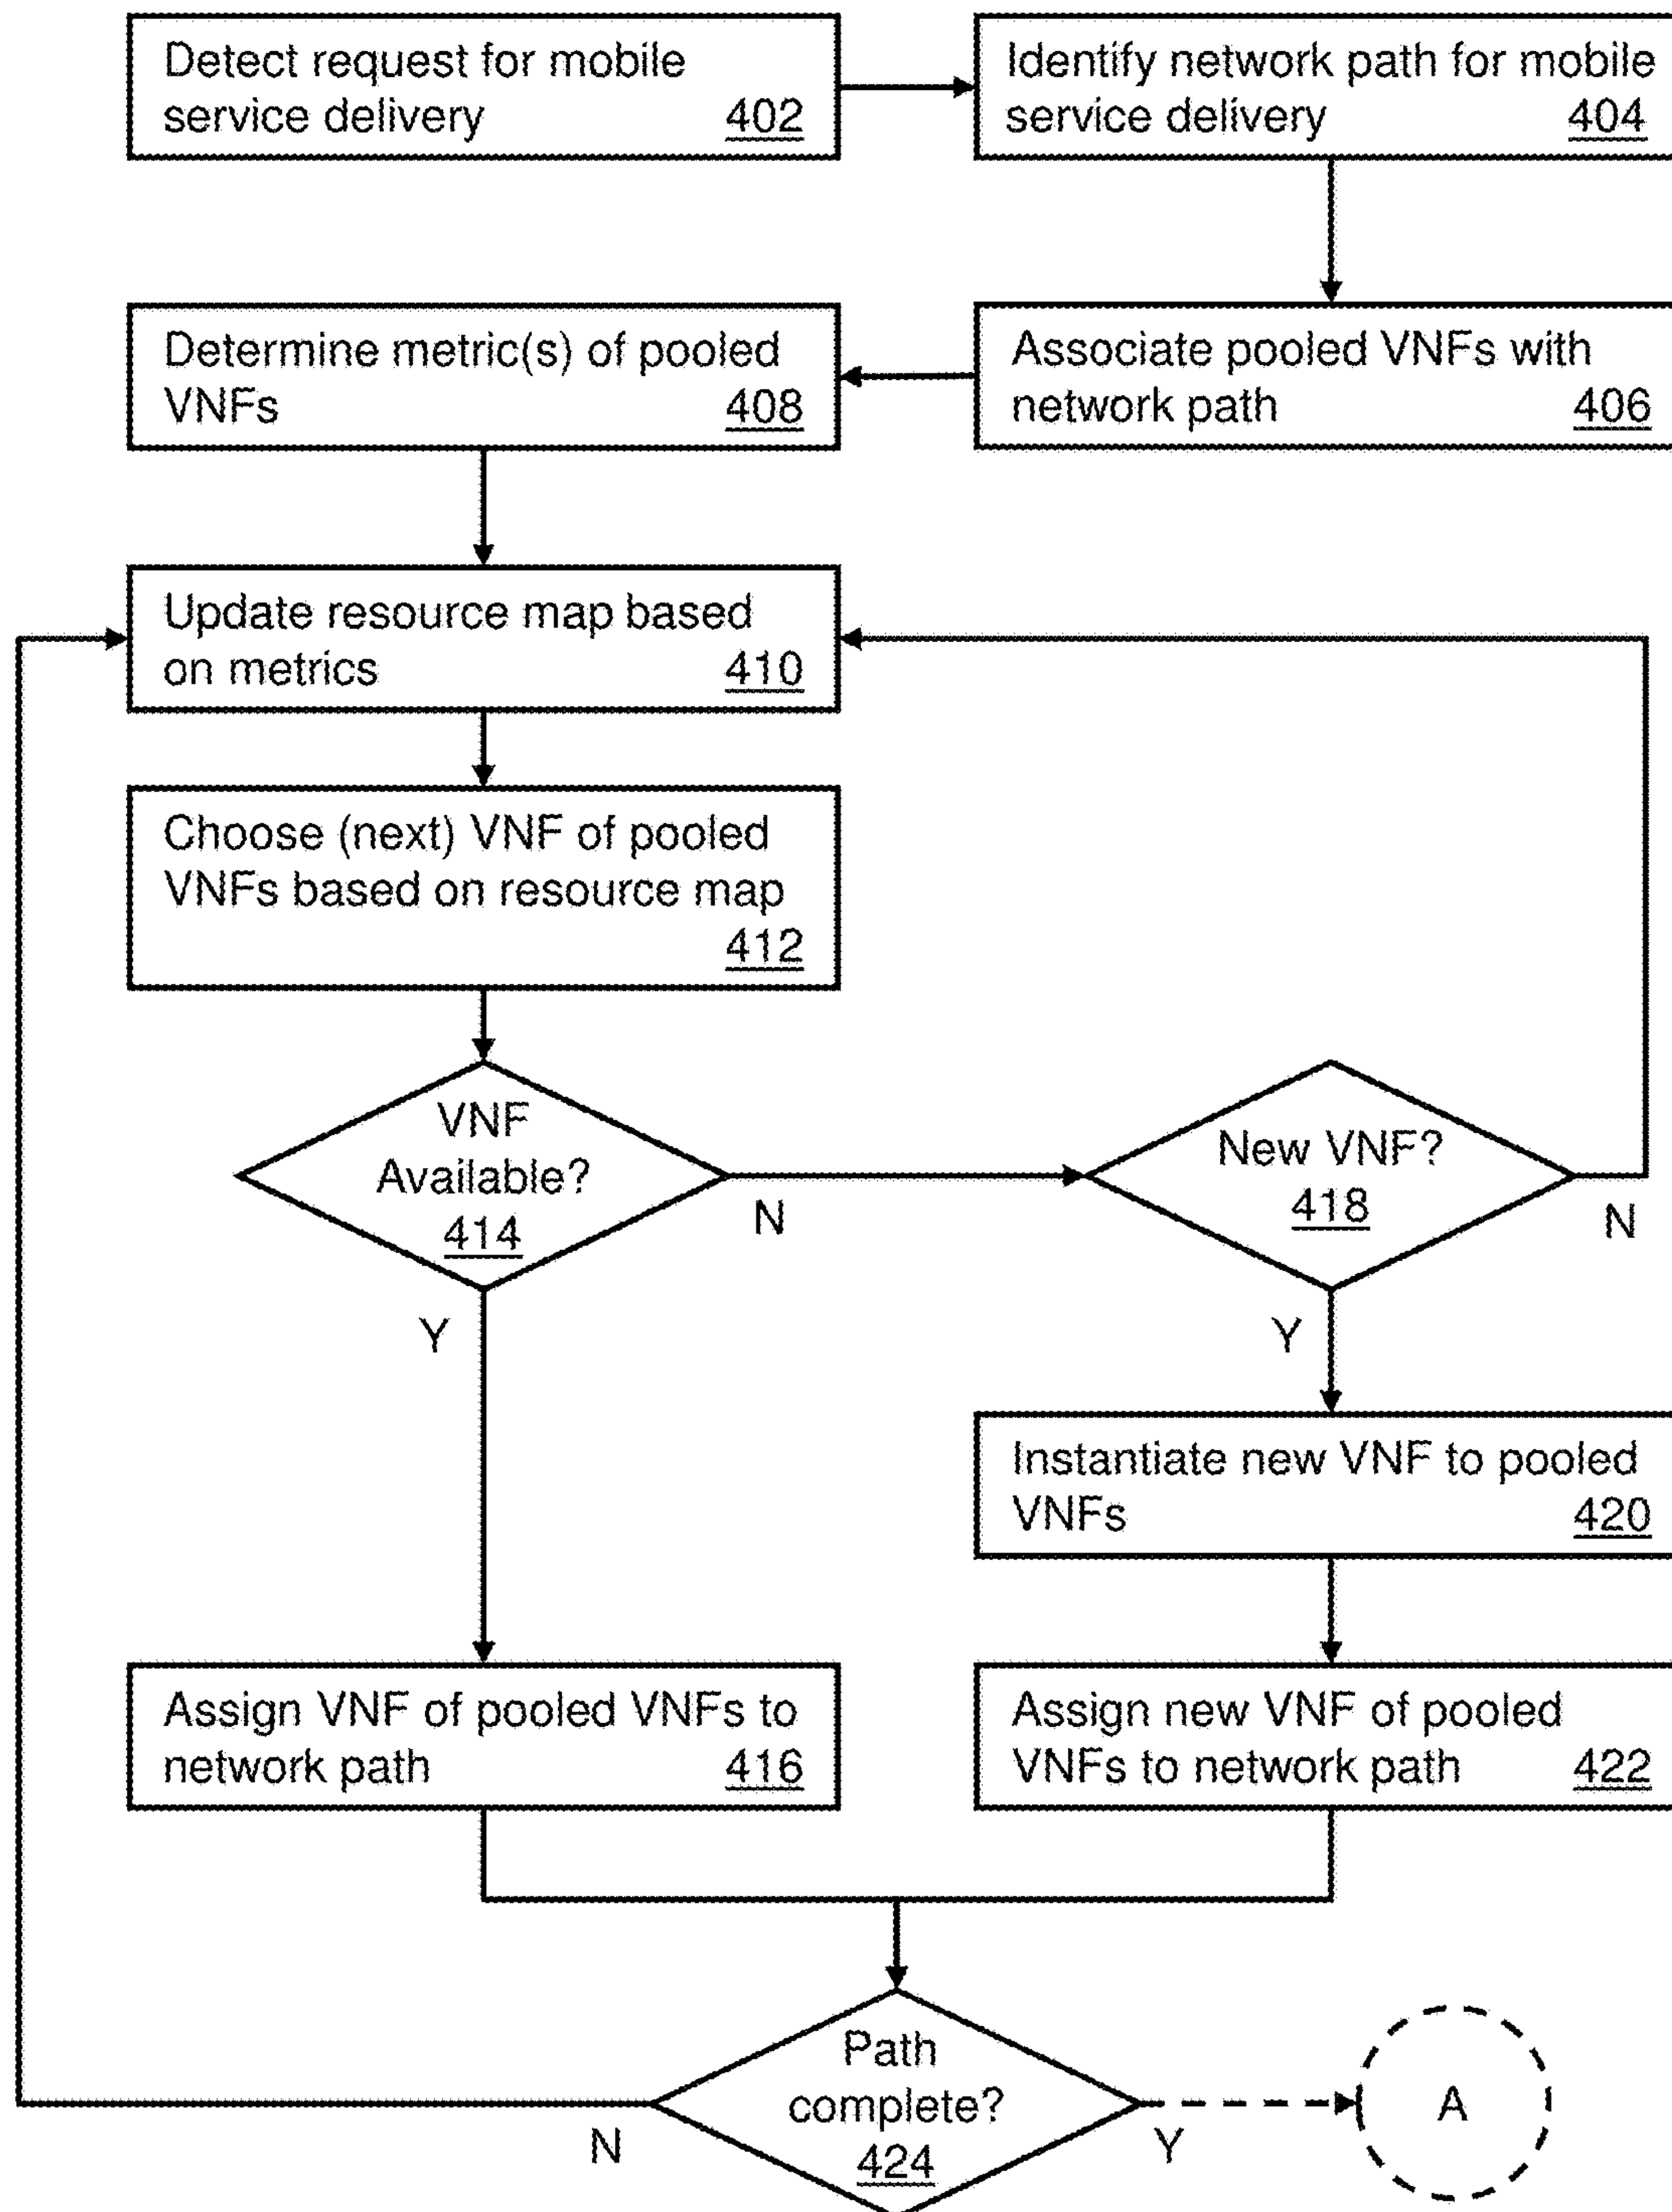 Detect request for mobile
service delivery 402
Identify network path for mobile
service delivery 404
Associate pooled VNFs with
network path 406
Determine metric(s) of pooled
VNFs 408
Update resource map based
on metrics 410
Choose (next) VNF of pooled
VNFs based on resource map
412
VNF
Available?
414
N
Y
New VNF?
418
N
Y
Instantiate new VNF to pooled
VNFs 420
Assign VNF of pooled VNFs to
network path 416
Assign new VNF of pooled
VNFs to network path 422
Path
complete?
424
N
Y
A